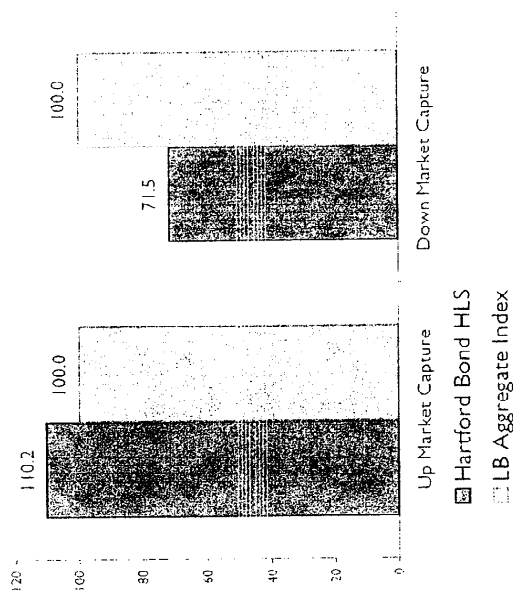 120
100
80
60
40
20
0
110.2
100.0
71.5
100.0
Up Market Capture
Down Market Capture
Hartford Bond HLS
LB Aggregate Index